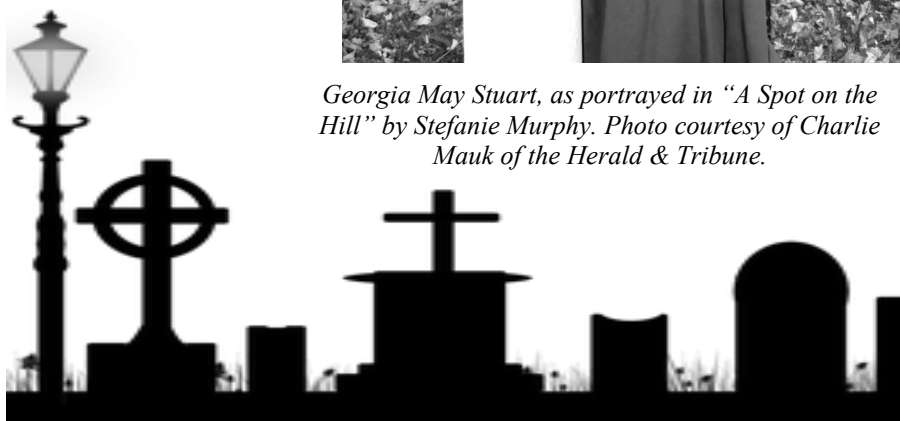 Georgia May Stuart, as portrayed in “A Spot on the
Hill” by Stefanie Murphy. Photo courtesy of Charlie
Mauk of the Herald & Tribune.